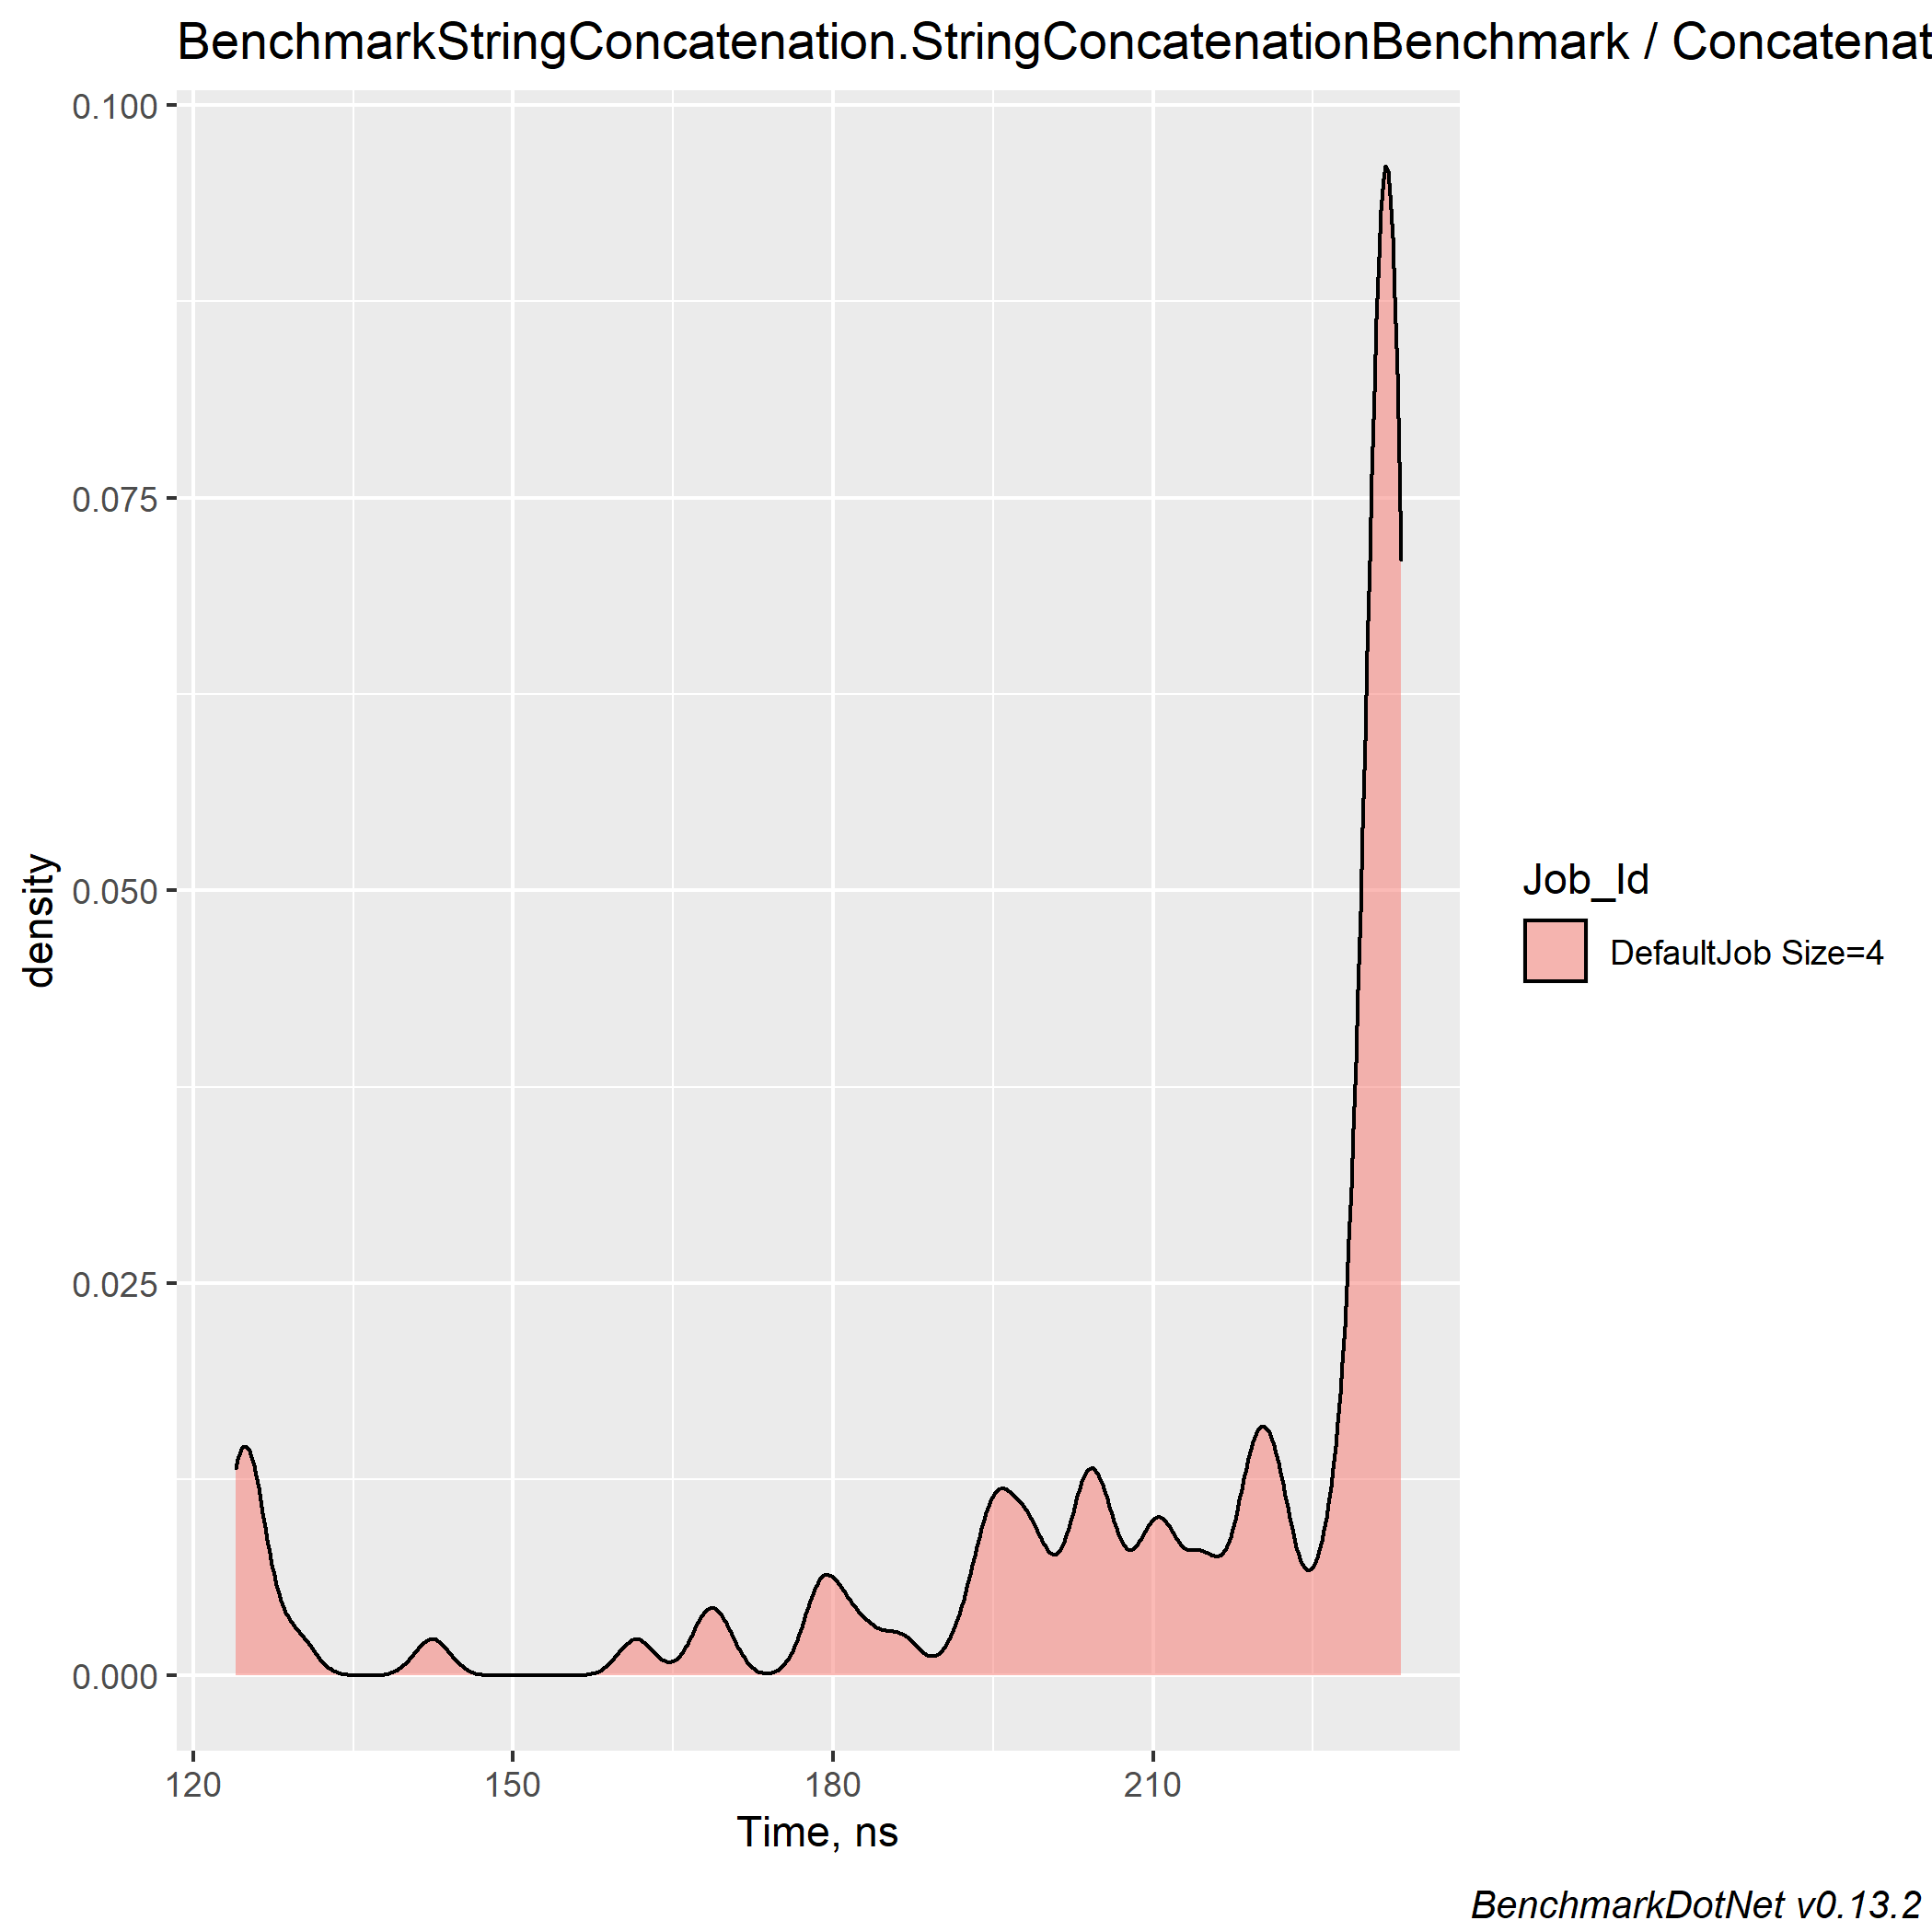 BenchmarkStringConcatenation.StringConcatenationBenchmark / Concatenat
0.100
0.075
0.050
0.025
0.000
density
120 150 180 210
Time, ns
Job_Id
DefaultJob Size=4
BenchmarkDotNet v0.13.2